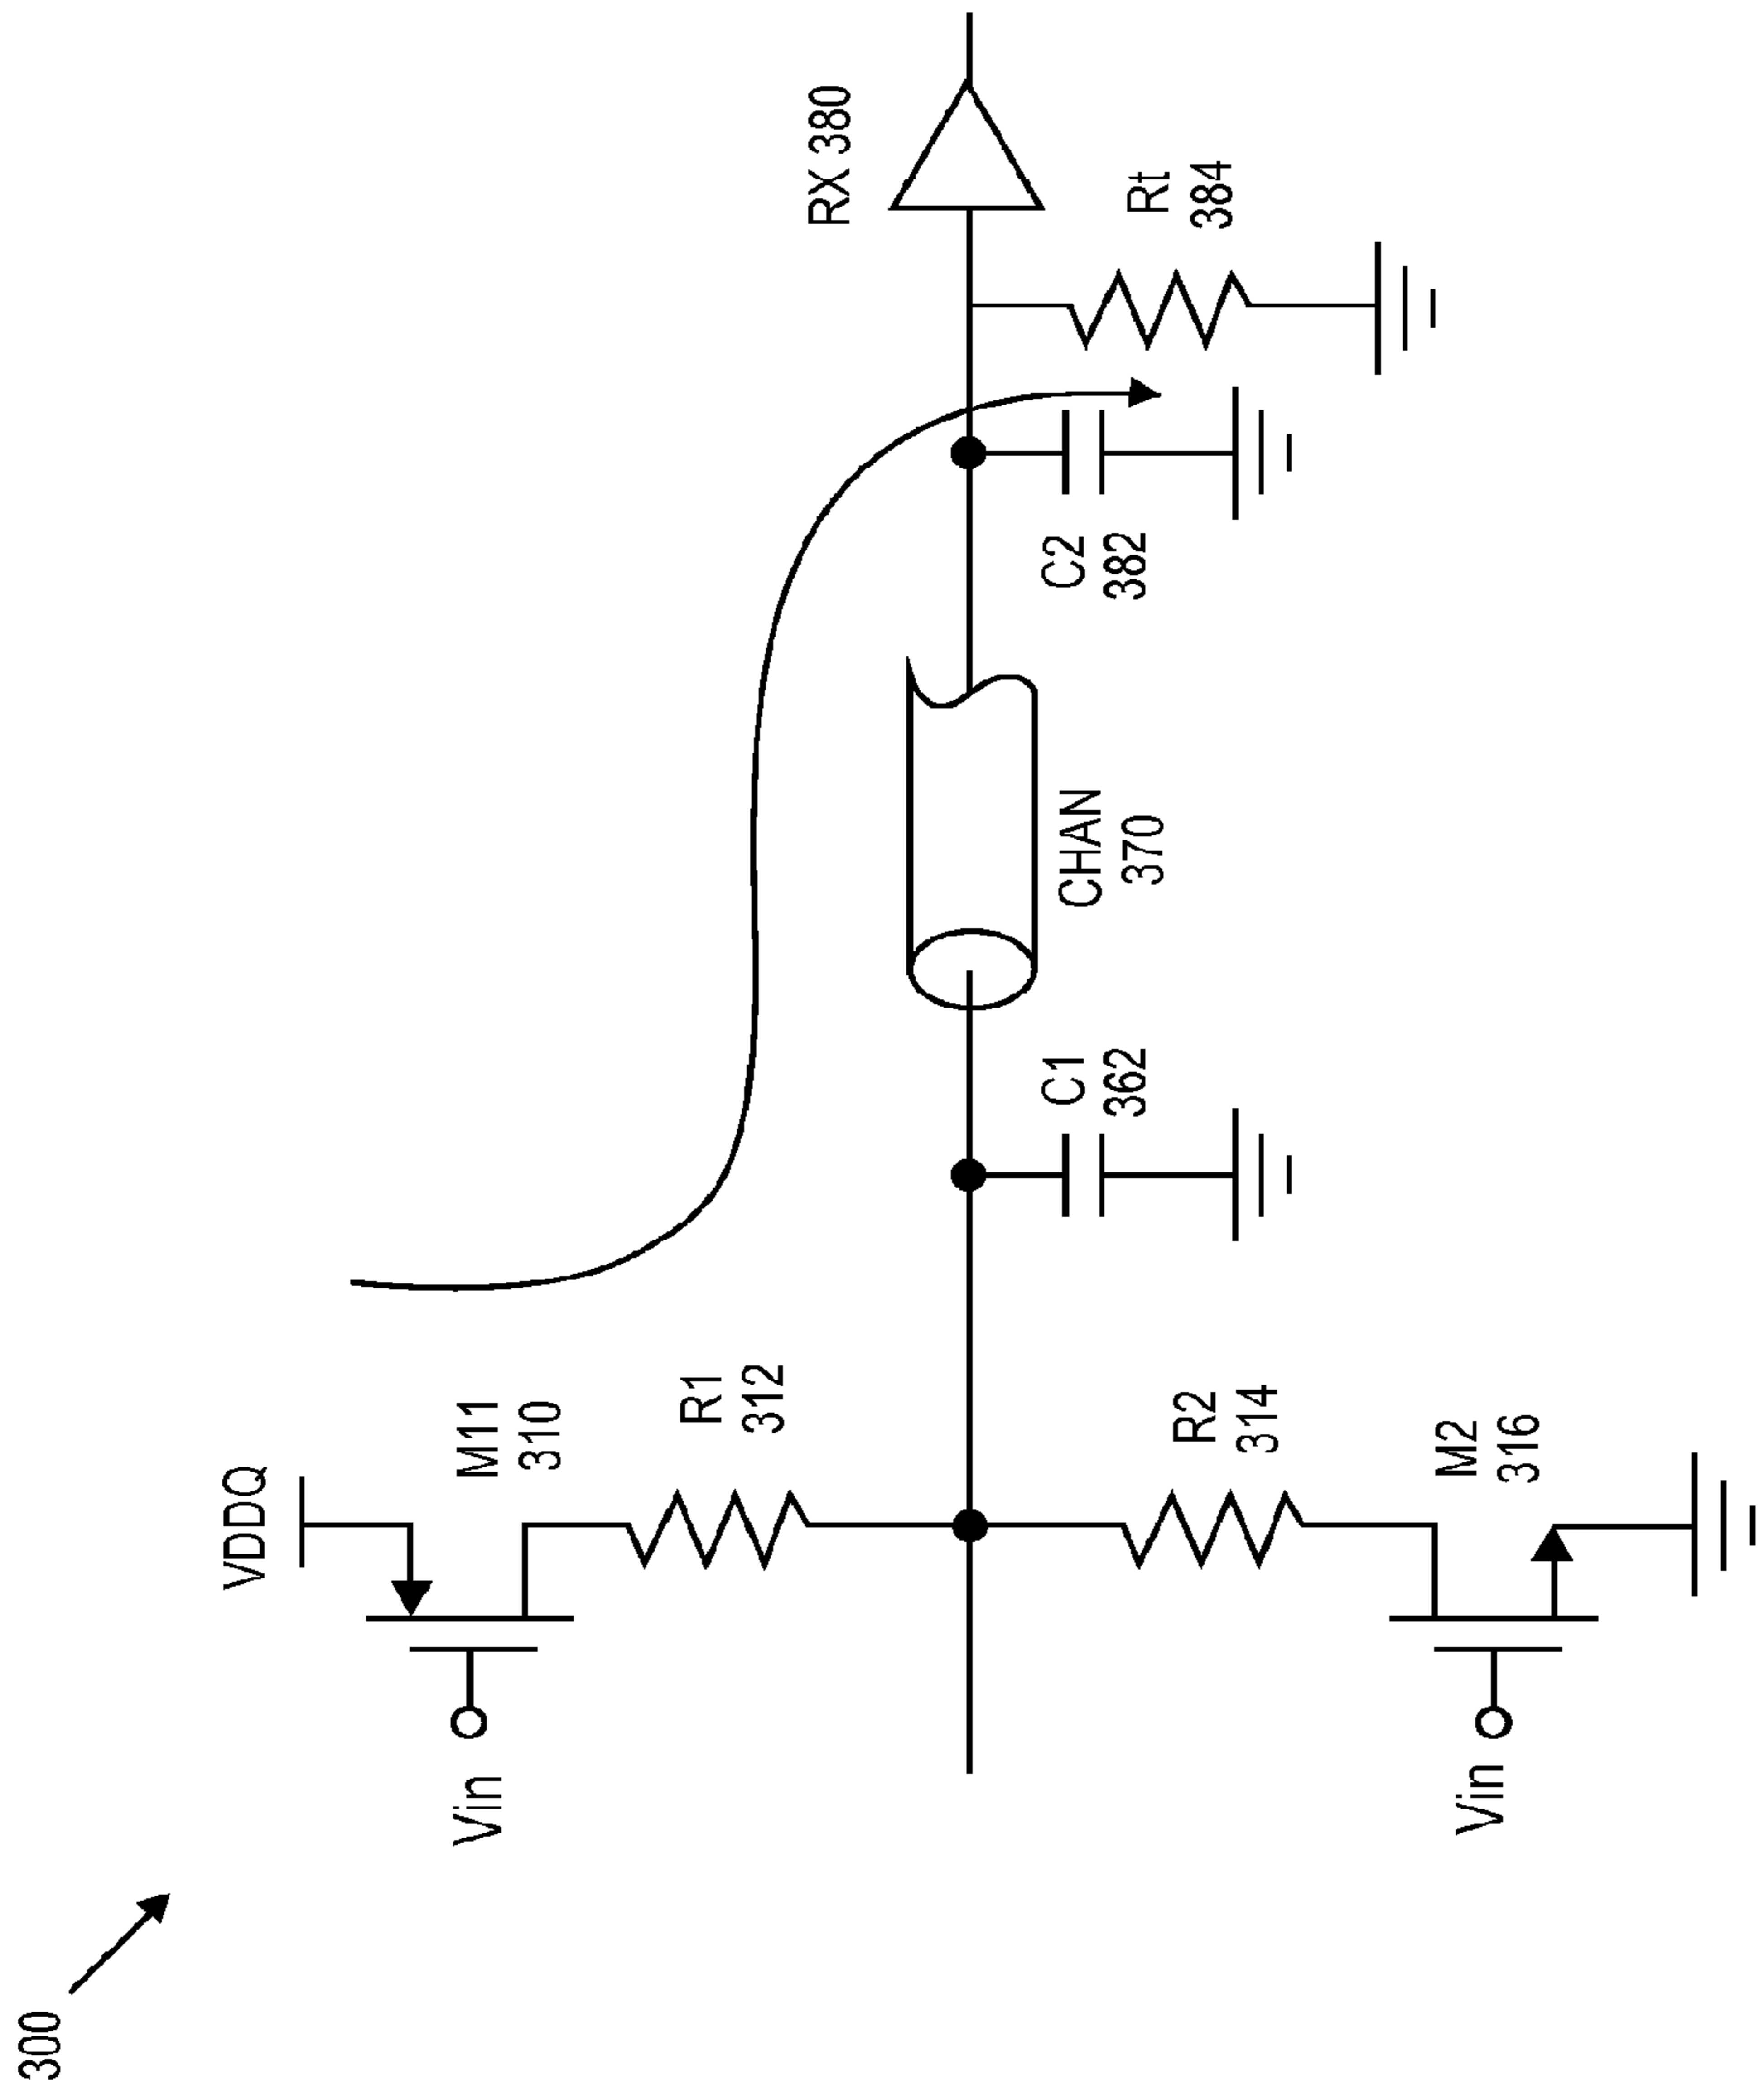 300
VDDQ
Vin
M11
310
R1
312
R2
314
Vin
M2
316
C1
362
CHAN
370
C2
382
RX 380
Rt
384